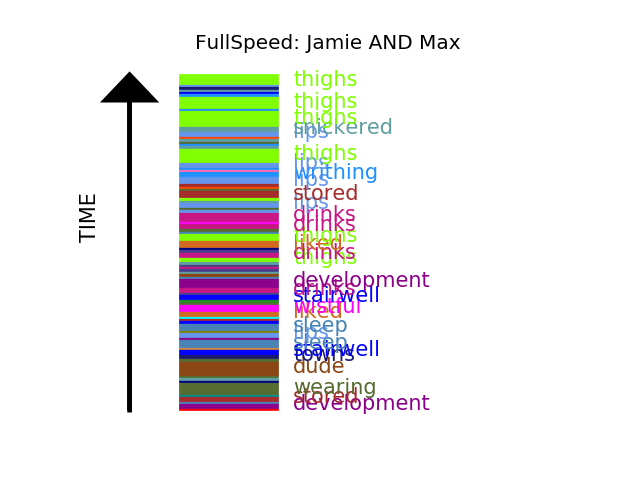 FullSpeed: Jamie AND Max
thighs
thighs
thighs
snickered
lips
thighs
lips
writhing
lips
stored
lips
drinks
drinks
thighs
liked
drinks
thighs
development
drinks
stairwell
wistful
liked
sleep
lips
sleep
stairwell
towns
dude
wearing
stored
development
TIME